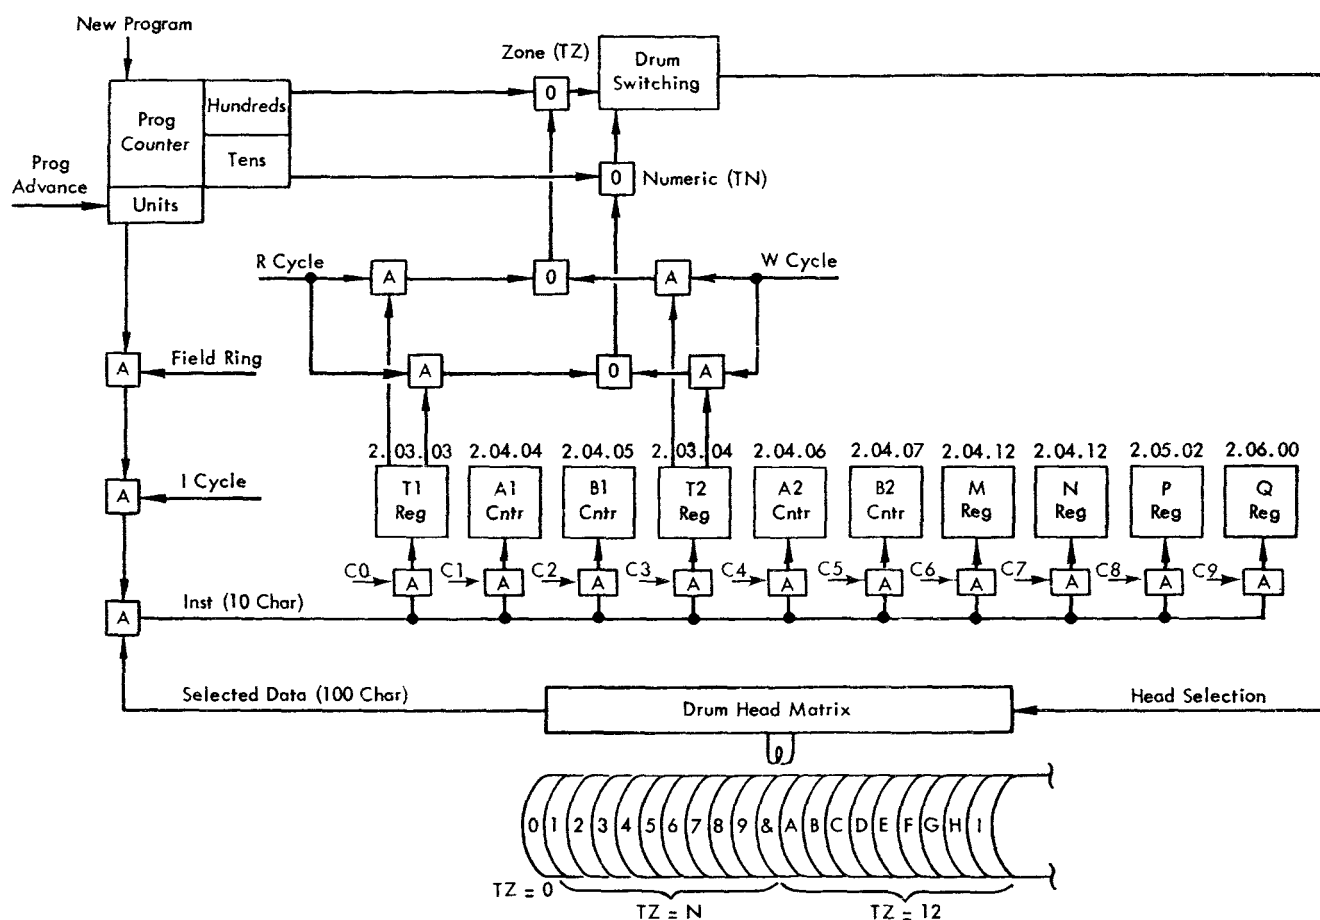 New Program
Zone (TZ)
Drum
Switching
Prog
Counter
Hundreds
Tens
Units
Prog
Advance
0
0
Numeric (TN)
R Cycle
A
0
A
W Cycle
A
Field Ring
A
0
A
A
I Cycle
2.03.03
2.04.04
2.04.05
2.03.04
2.04.06
2.04.07
2.04.12
2.04.12
2.05.02
2.06.00
T1
Reg
A1
Cntr
B1
Cntr
T2
Reg
A2
Cntr
B2
Cntr
M
Reg
N
Reg
P
Reg
Q
Reg
C0
A
C1
A
C2
A
C3
A
C4
A
C5
A
C6
A
C7
A
C8
A
C9
A
A
Inst (10 Char)
Selected Data (100 Char)
Drum Head Matrix
Head Selection
0 1 2 3 4 5 6 7 8 9 & A B C D E F G H I
TZ = 0
TZ = N
TZ = 12